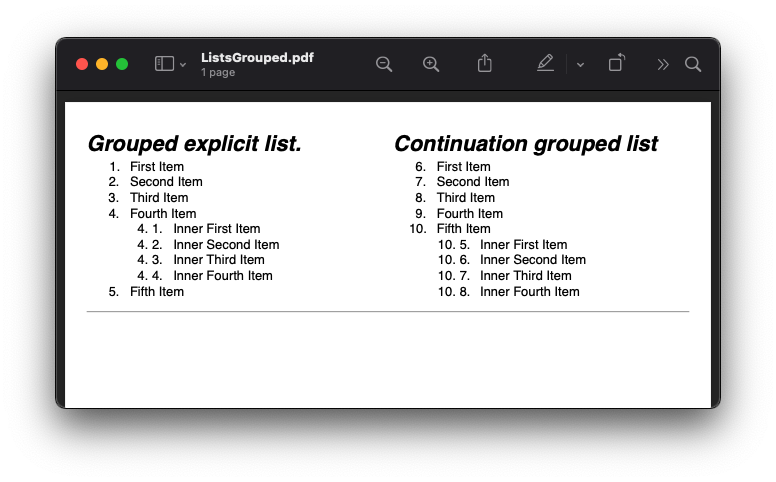 ListsGrouped.pdf
1 page
Grouped explicit list.
1. First Item
2. Second Item
3. Third Item
4. Fourth Item
4. 1. Inner First Item
4. 2. Inner Second Item
4. 3. Inner Third Item
4. 4. Inner Fourth Item
5. Fifth Item
Continuation grouped list
6. First Item
7. Second Item
8. Third Item
9. Fourth Item
10. Fifth Item
10. 5. Inner First Item
10. 6. Inner Second Item
10. 7. Inner Third Item
10. 8. Inner Fourth Item